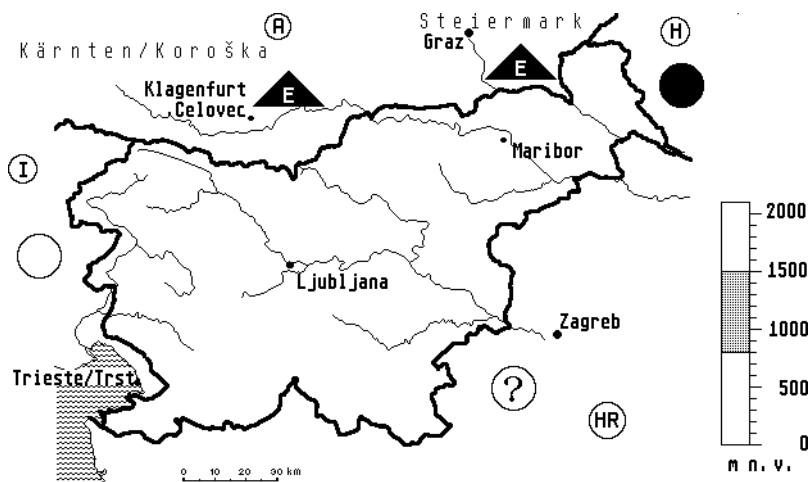 A
Steiermark
Graz
H
Kärnten/Koroška
E
E
Klagenfurt
Celovec
Maribor
I
2000
1500
1000
500
0
m n. v.
Ljubljana
Zagreb
Trieste/Trst
?
HR
0 10 20 30 km